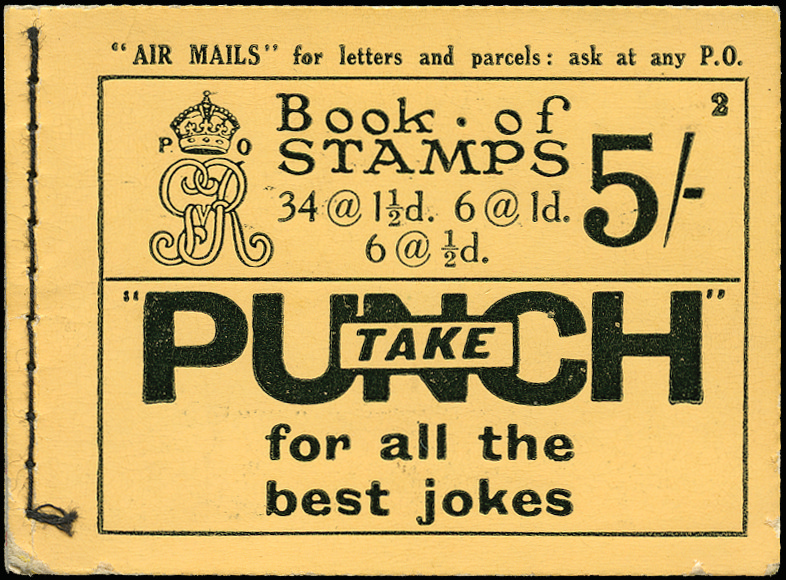 "AIR MAILS" for letters and parcels: ask at any P.O.
2
P. O
GRV
Book · of
STAMPS
34 @ 1½d. 6 @ 1d.
6 @ ½d.
5/-
"PUNCH"
TAKE
for all the
best jokes